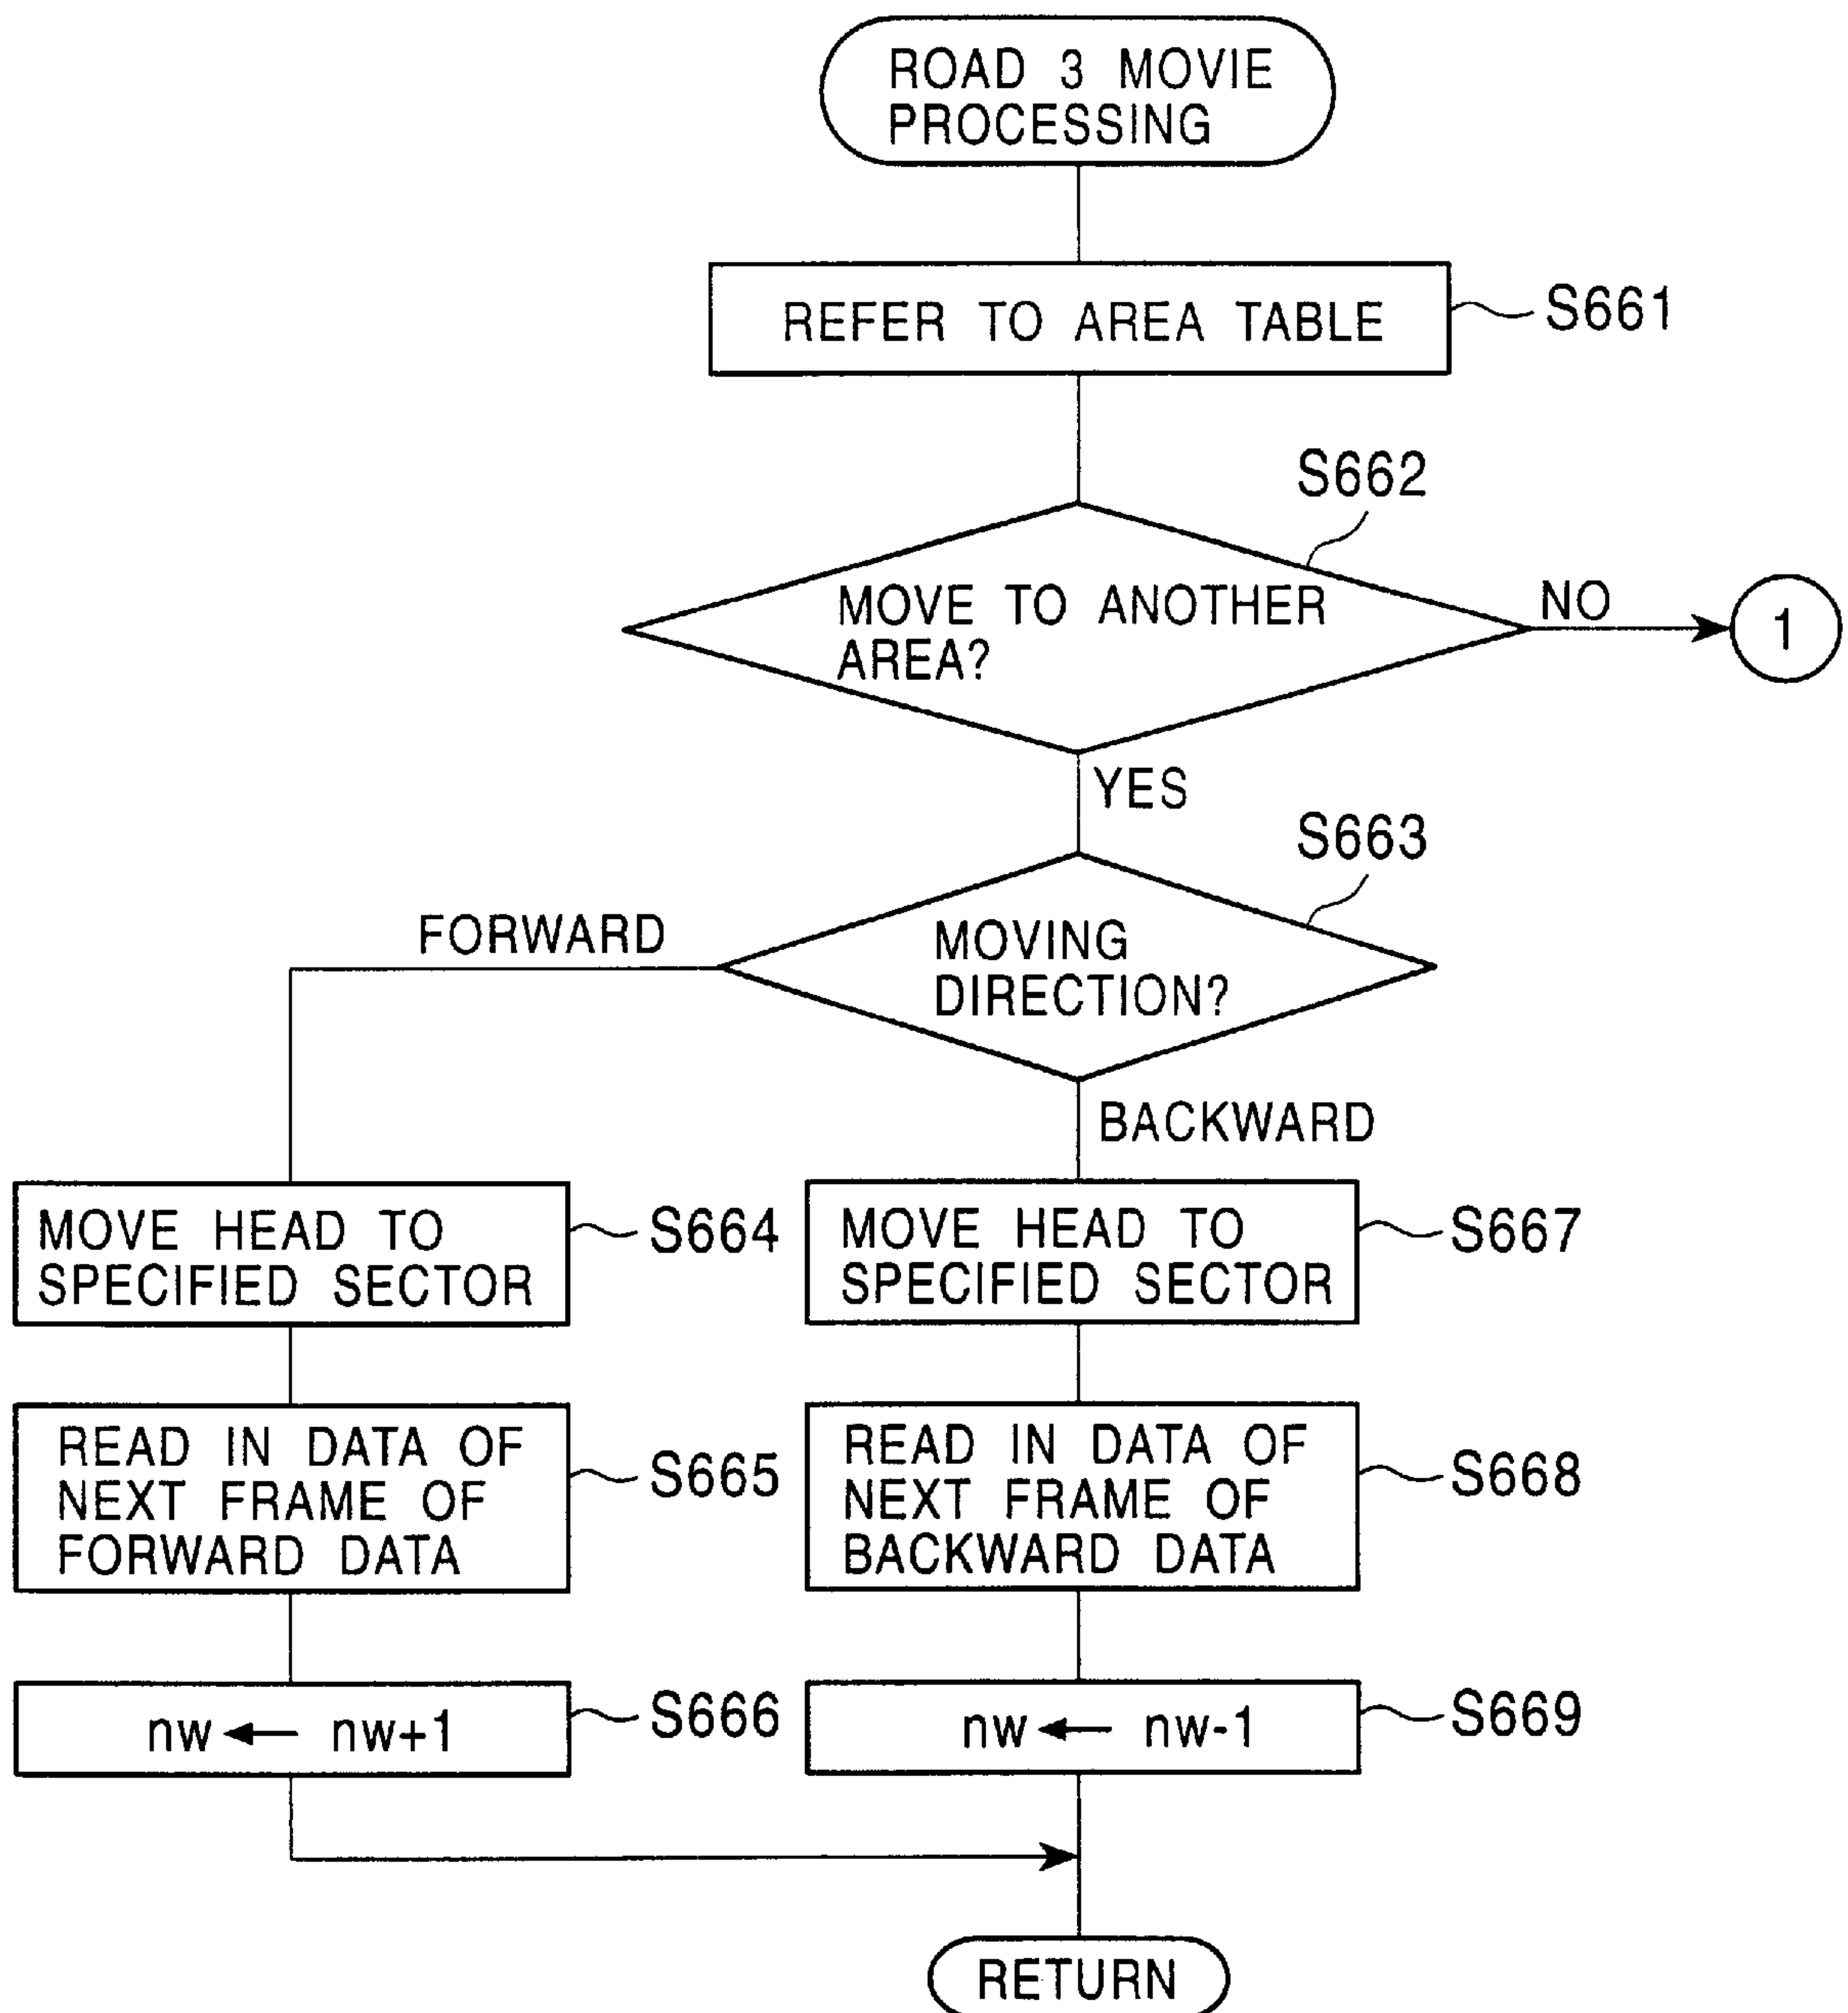 ROAD 3 MOVIE
PROCESSING
REFER TO AREA TABLE
S661
S662
MOVE TO ANOTHER
AREA?
NO
1
YES
S663
FORWARD
MOVING
DIRECTION?
BACKWARD
MOVE HEAD TO
SPECIFIED SECTOR
S664
MOVE HEAD TO
SPECIFIED SECTOR
S667
READ IN DATA OF
NEXT FRAME OF
FORWARD DATA
S665
READ IN DATA OF
NEXT FRAME OF
BACKWARD DATA
S668
nw ← nw+1
S666
nw ← nw-1
S669
RETURN